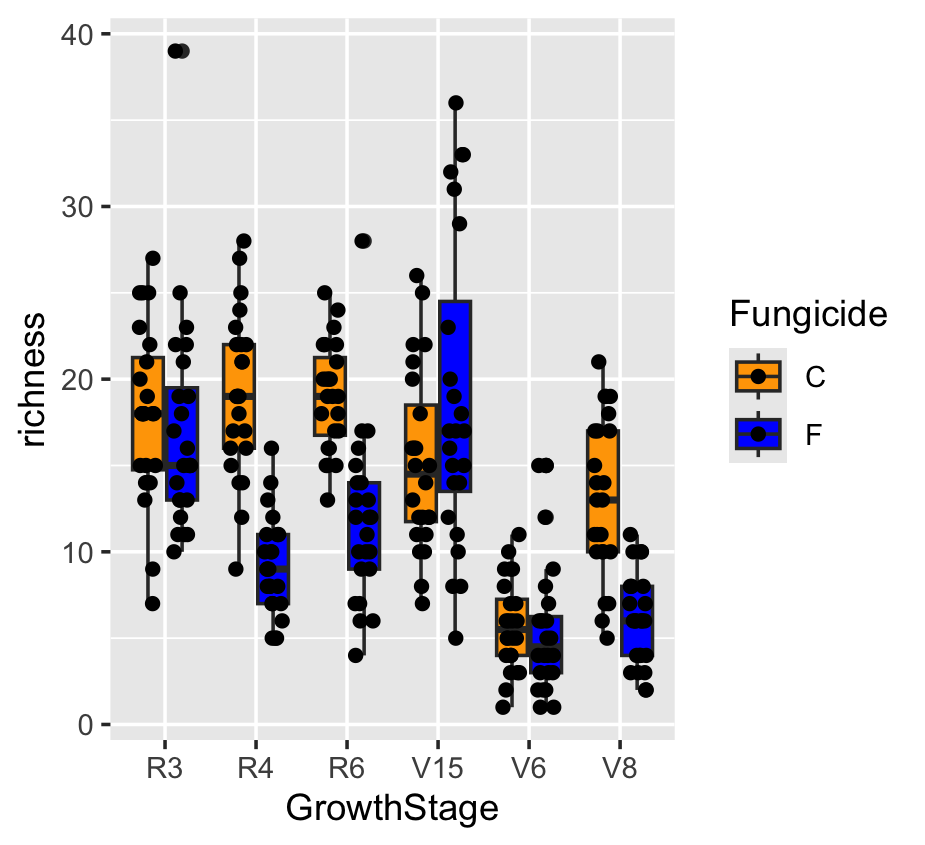 40
30
20
10
0
richness
R3 R4 R6 V15 V6 V8
GrowthStage
Fungicide
C
F